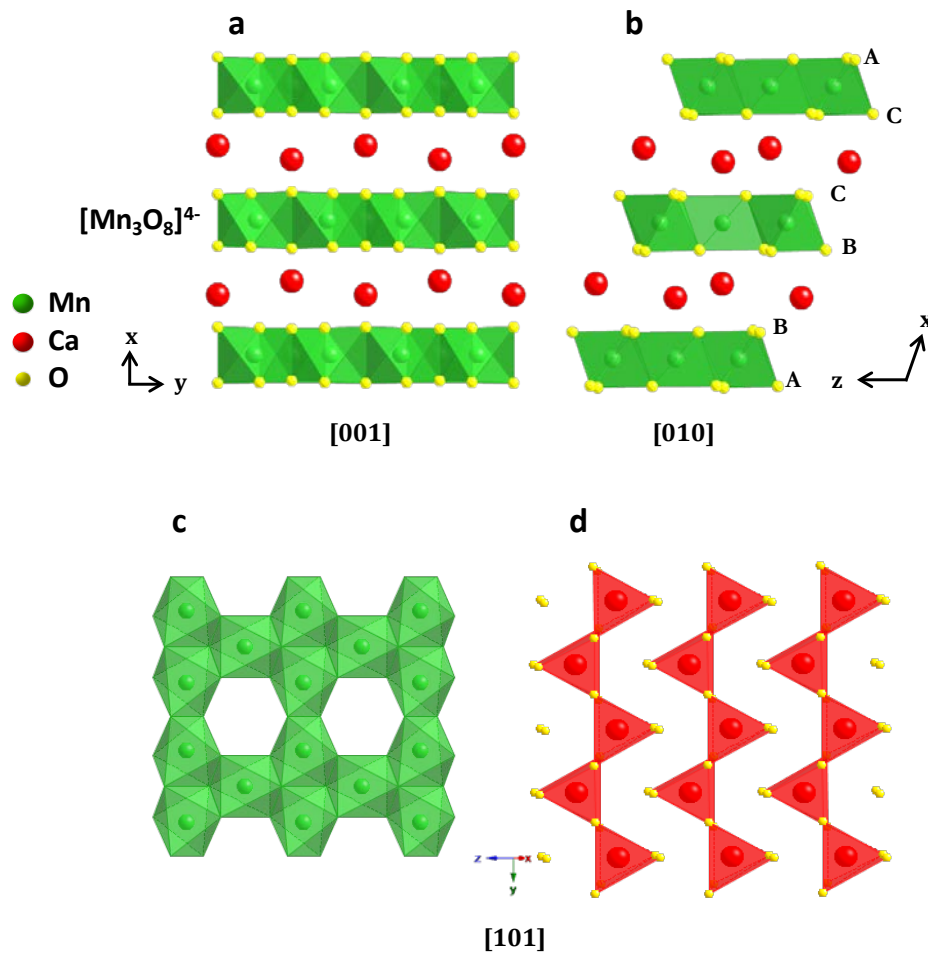 a
b
A
C
[Mn₃O₈]⁴⁻
C
B
Mn
Ca
O
x
y
B
A
x
z
[001]
[010]
c
d
z
x
y
[101]